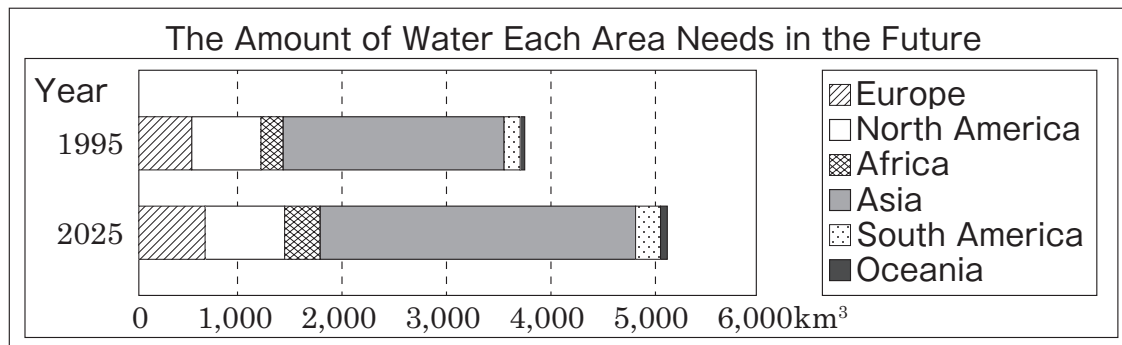 The Amount of Water Each Area Needs in the Future
Year
1995
2025
0 1,000 2,000 3,000 4,000 5,000 6,000km³
Europe
North America
Africa
Asia
South America
Oceania